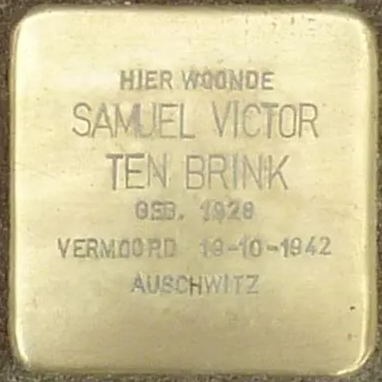 HIER WOONDE
SAMUEL VICTOR
TEN BRINK
GEB. 1928
VERMOORD 19-10-1942
AUSCHWITZ